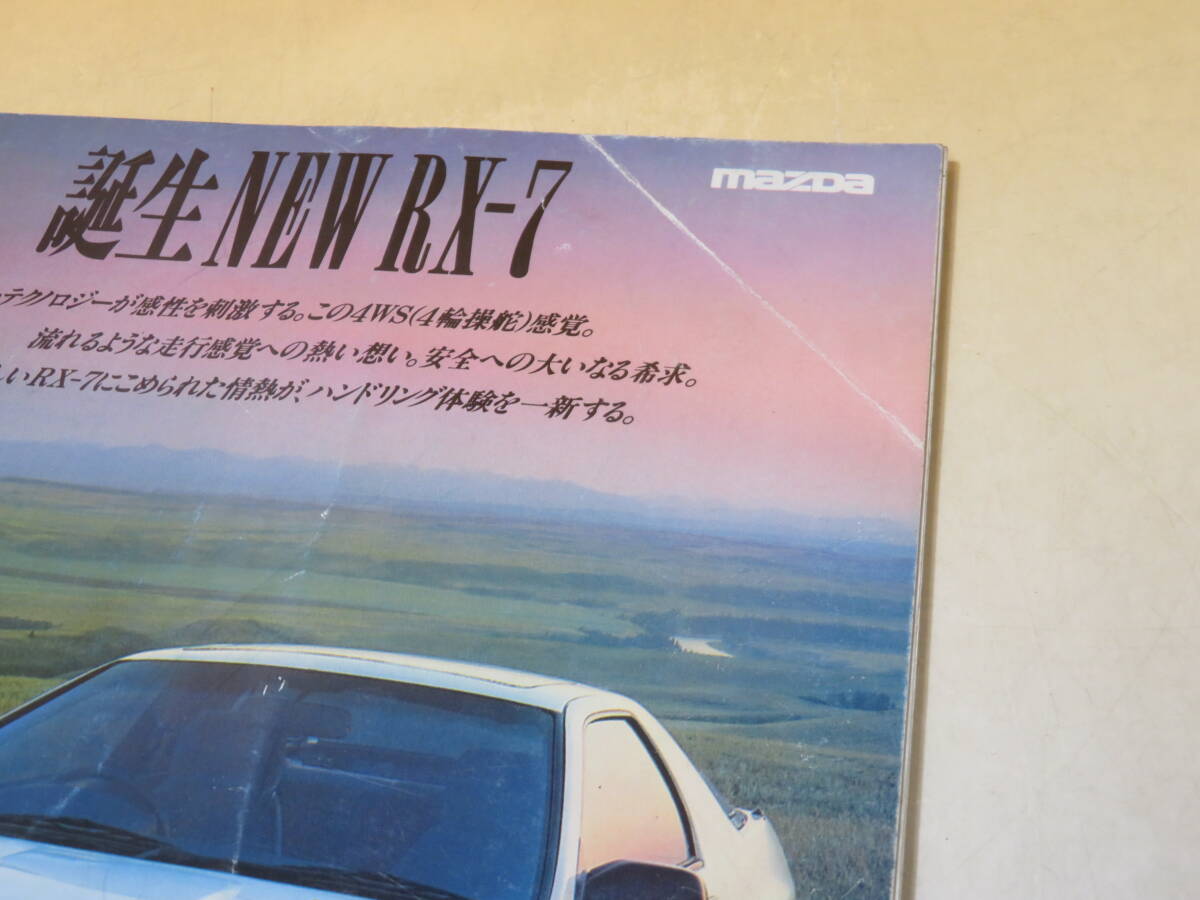 mazda
誕生 NEW RX-7
テクノロジーが感性を刺激する。この4WS(4輪操舵)感覚。
流れるような走行感覚への熱い想い。安全への大いなる希求。
しいRX-7にこめられた情熱が、ハンドリング体験を一新する。